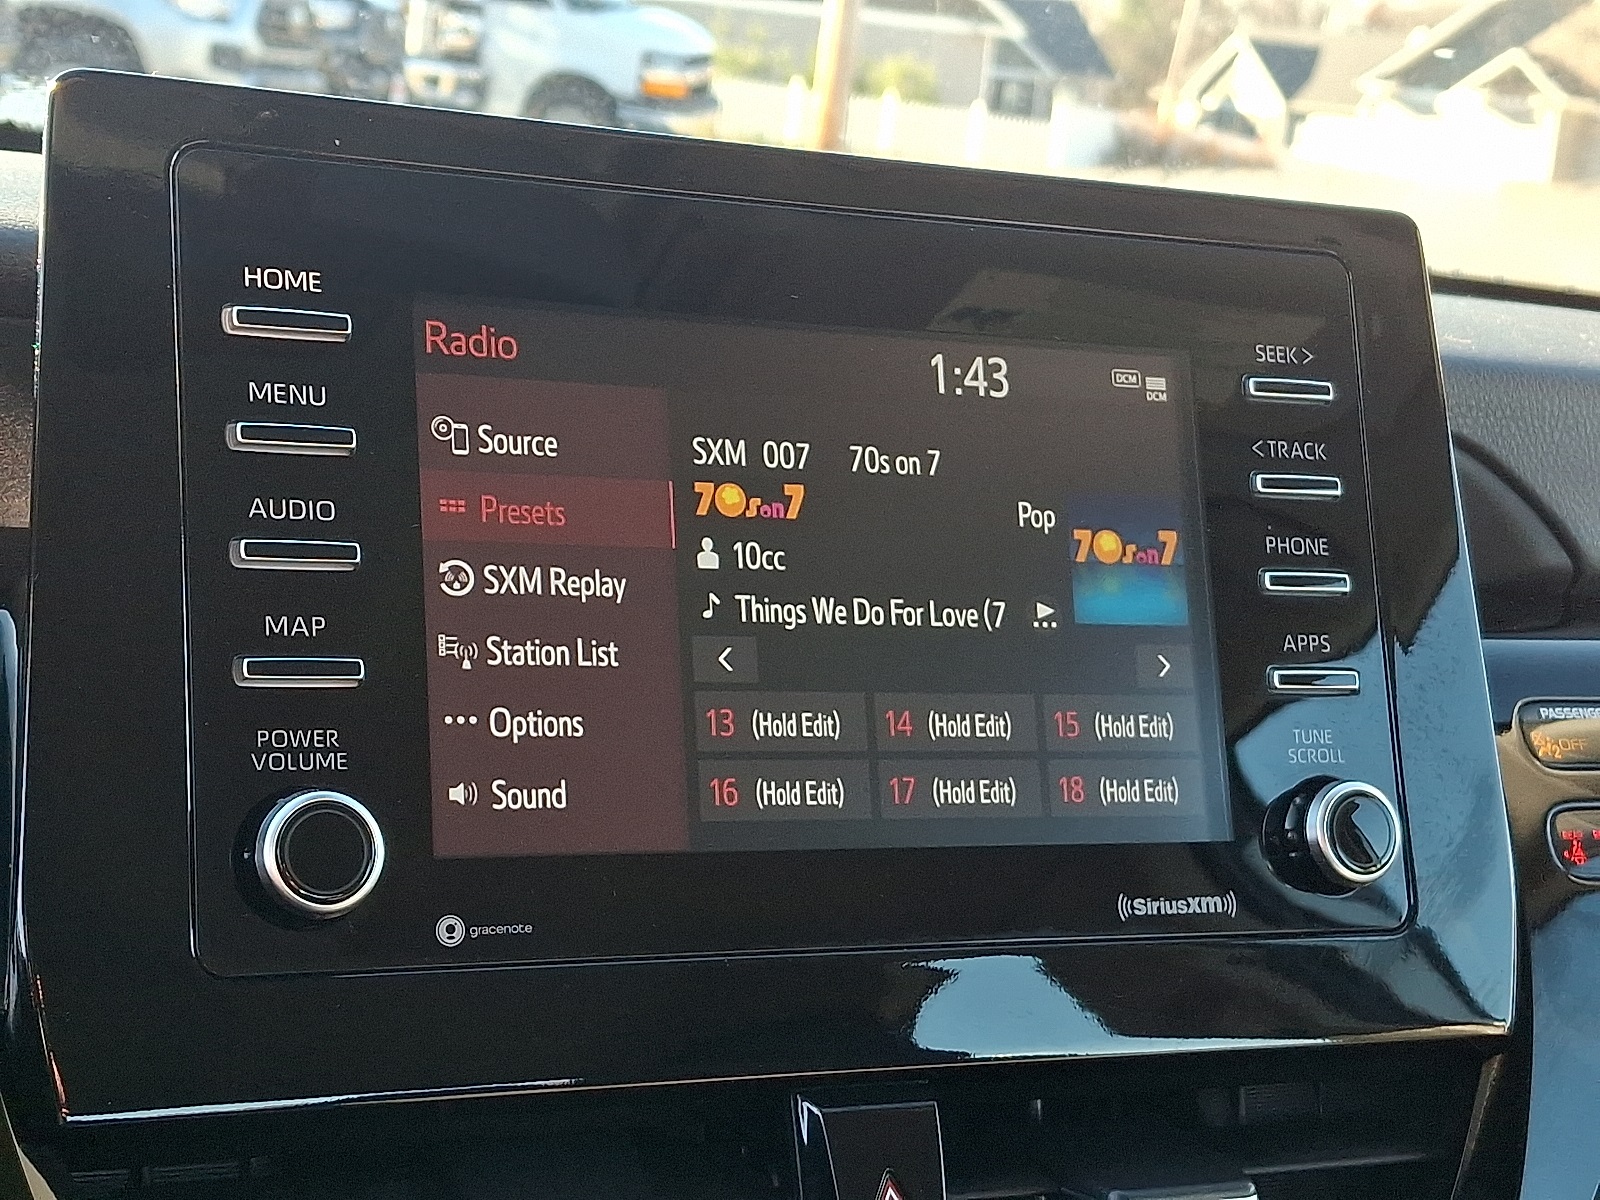 HOME
MENU
AUDIO
MAP
POWER
VOLUME
Radio
1:43
DCM
DCM
Source
Presets
SXM Replay
Station List
Options
Sound
SXM 007 70s on 7
70s on 7
Pop
70s on 7
10cc
Things We Do For Love (7
13 (Hold Edit) 14 (Hold Edit) 15 (Hold Edit)
16 (Hold Edit) 17 (Hold Edit) 18 (Hold Edit)
SEEK >
< TRACK
PHONE
APPS
TUNE
SCROLL
gracenote
((SiriusXM))
PASSENG
2 OFF